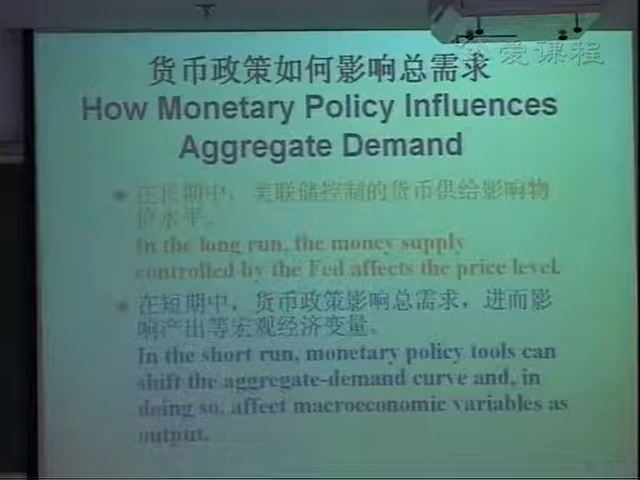 爱课程
货币政策如何影响总需求
How Monetary Policy Influences
Aggregate Demand
在长期中，美联储控制的货币供给影响物
价水平。
In the long run, the money supply
controlled by the Fed affects the price level.
在短期中，货币政策影响总需求，进而影
响产出等宏观经济变量。
In the short run, monetary policy tools can
shift the aggregate-demand curve and, in
doing so, affect macroeconomic variables as
output.